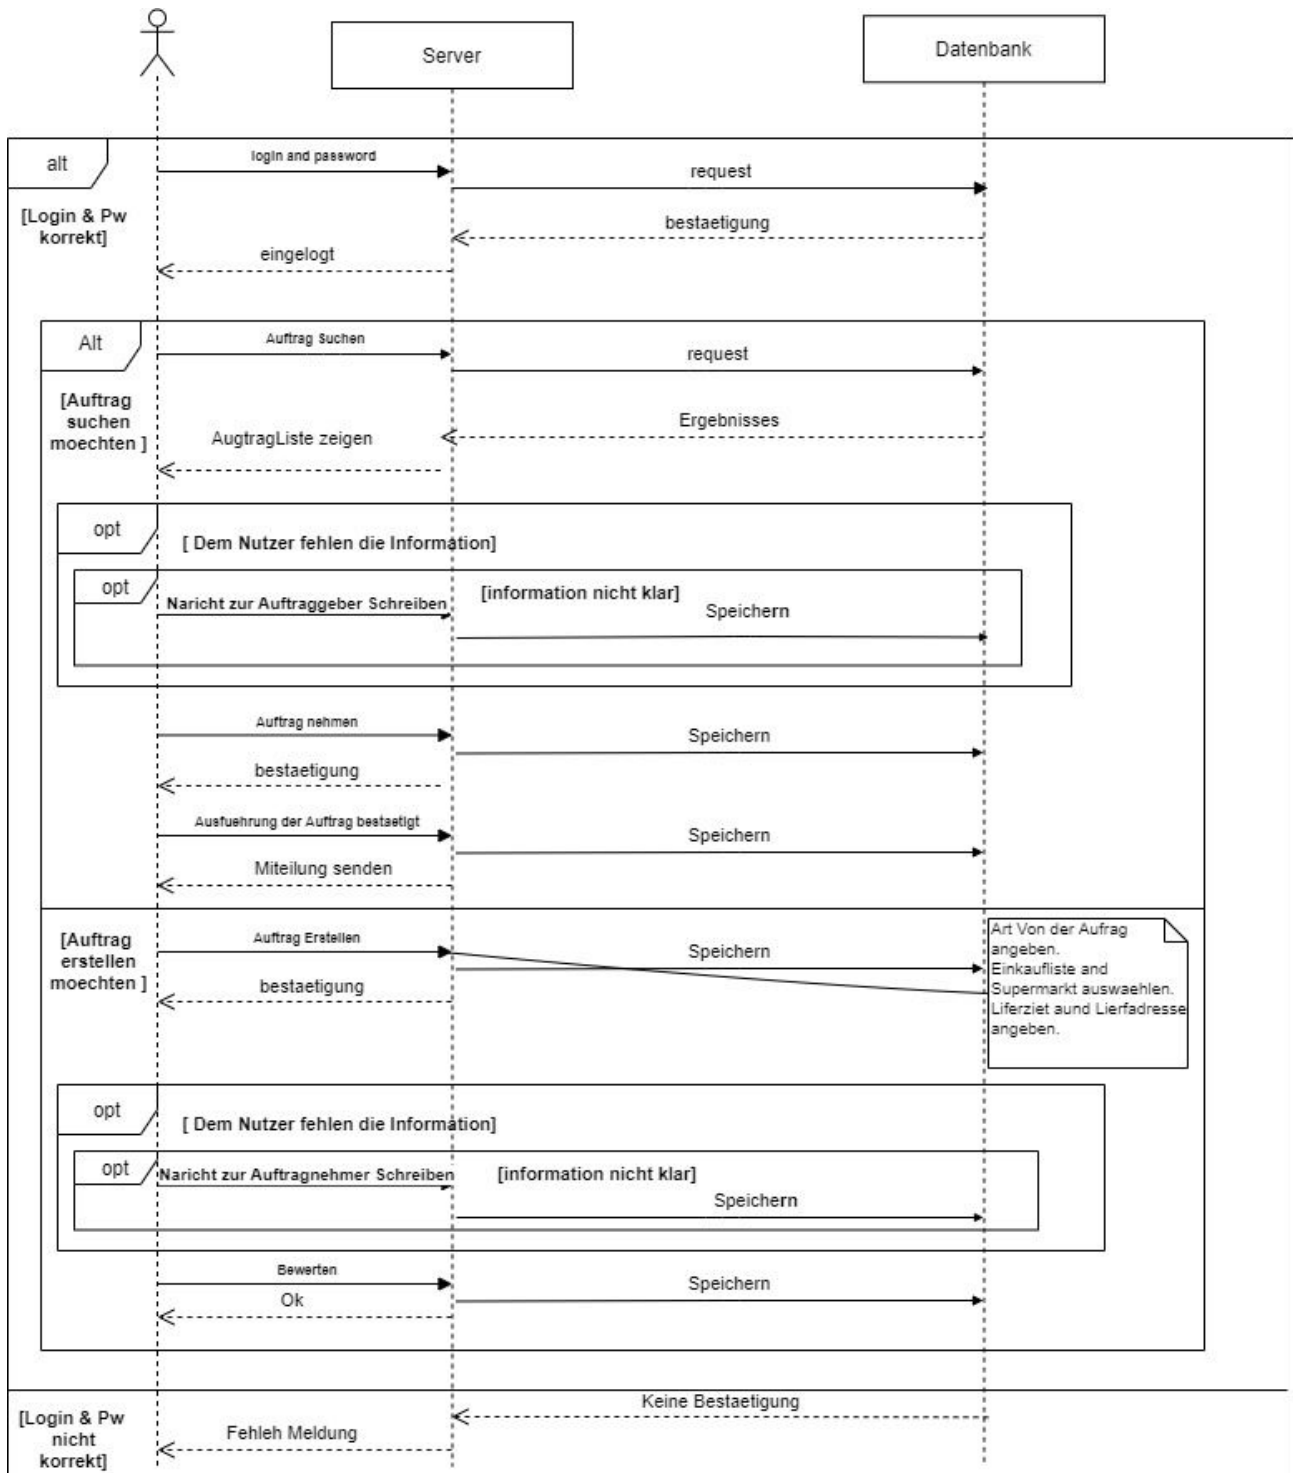 Server
Datenbank
alt
login and password
request
[Login & Pw
korrekt]
bestaetigung
eingelogt
Alt
Auftrag Suchen
request
[Auftrag
suchen
moechten ]
Ergebnisses
AugtragListe zeigen
opt
[ Dem Nutzer fehlen die Information]
opt
[information nicht klar]
Naricht zur Auftraggeber Schreiben
Speichern
Auftrag nehmen
Speichern
bestaetigung
Ausfuehrung der Auftrag bestaetigt
Speichern
Miteilung senden
[Auftrag
erstellen
moechten ]
Auftrag Erstellen
Speichern
bestaetigung
Art Von der Aufrag
angeben.
Einkaufliste and
Supermarkt auswaehlen.
Liferziet aund Lierfadresse
angeben.
opt
[ Dem Nutzer fehlen die Information]
opt
Naricht zur Auftragnehmer Schreiben
[information nicht klar]
Speichern
Bewerten
Speichern
Ok
Keine Bestaetigung
[Login & Pw
nicht
korrekt]
Fehleh Meldung